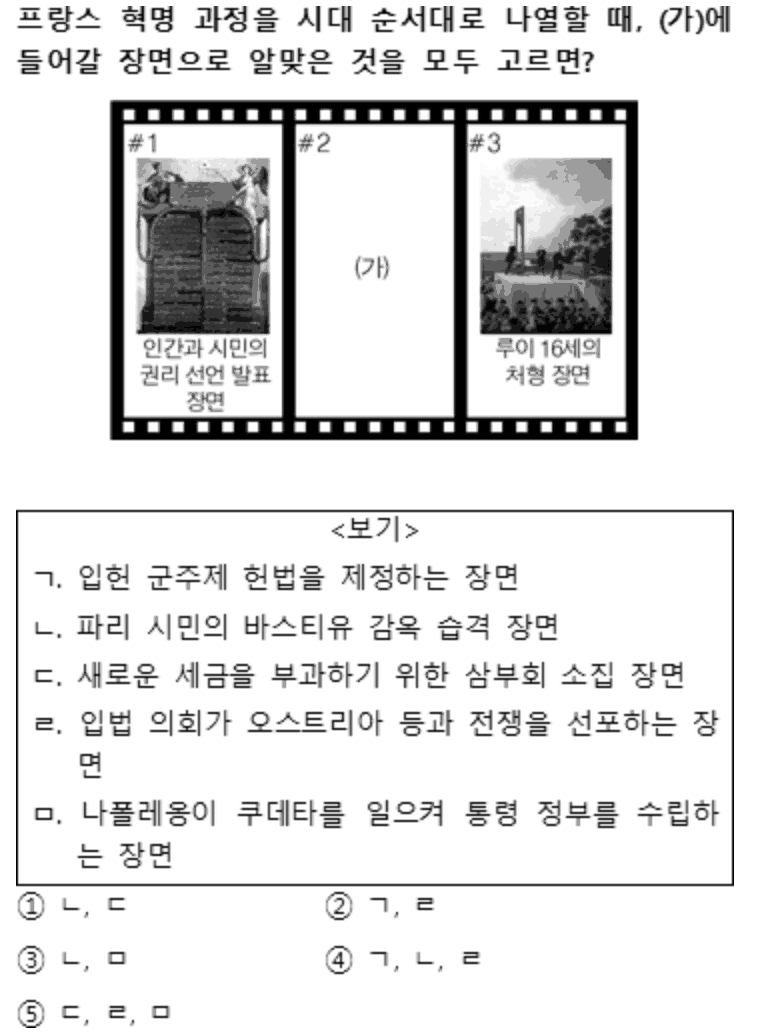 프랑스 혁명 과정을 시대 순서대로 나열할 때, (가)에
들어갈 장면으로 알맞은 것을 모두 고르면?
#1
인간과 시민의
권리 선언 발표
장면
#2
(가)
#3
루이 16세의
처형 장면
<보기>
ㄱ. 입헌 군주제 헌법을 제정하는 장면
ㄴ. 파리 시민의 바스티유 감옥 습격 장면
ㄷ. 새로운 세금을 부과하기 위한 삼부회 소집 장면
ㄹ. 입법 의회가 오스트리아 등과 전쟁을 선포하는 장
면
ㅁ. 나폴레옹이 쿠데타를 일으켜 통령 정부를 수립하
는 장면
① ㄴ, ㄷ
② ㄱ, ㄹ
③ ㄴ, ㅁ
④ ㄱ, ㄴ, ㄹ
⑤ ㄷ, ㄹ, ㅁ